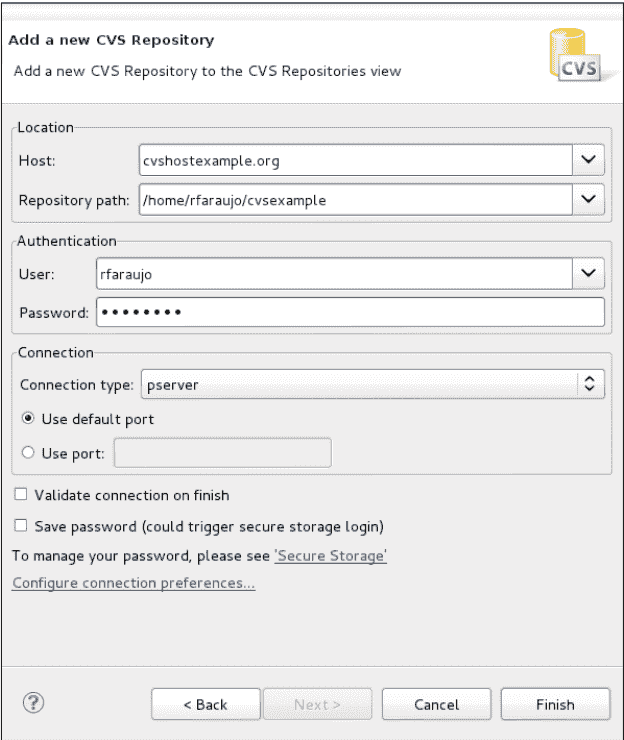 Add a new CVS Repository
Add a new CVS Repository to the CVS Repositories view
CVS
Location
Host: cvshostexample.org
Repository path: /home/rfaraujo/cvsexample
Authentication
User: rfaraujo
Password: ••••••••
Connection
Connection type: pserver
Use default port
Use port:
Validate connection on finish
Save password (could trigger secure storage login)
To manage your password, please see 'Secure Storage'
Configure connection preferences...
? < Back Next > Cancel Finish